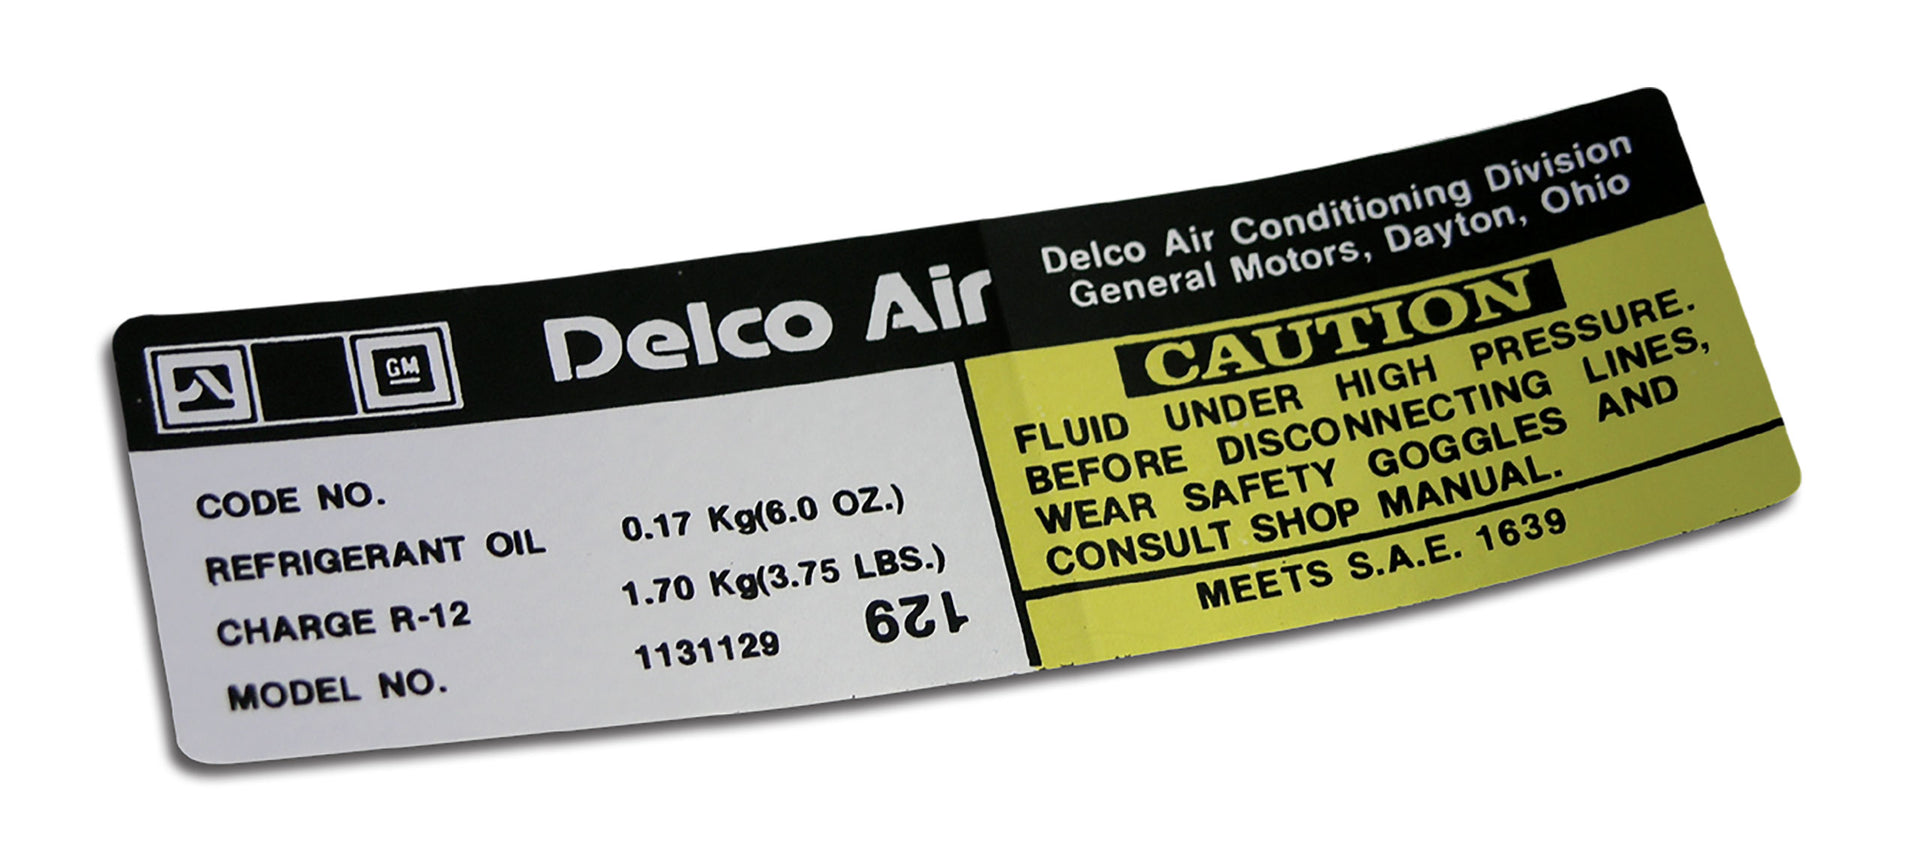 GM
Delco Air
Delco Air Conditioning Division
General Motors, Dayton, Ohio
CODE NO.
REFRIGERANT OIL 0.17 Kg(6.0 OZ.)
CHARGE R-12 1.70 Kg(3.75 LBS.)
MODEL NO. 1131129
129
CAUTION
FLUID UNDER HIGH PRESSURE.
BEFORE DISCONNECTING LINES,
WEAR SAFETY GOGGLES AND
CONSULT SHOP MANUAL.
MEETS S.A.E. 1639